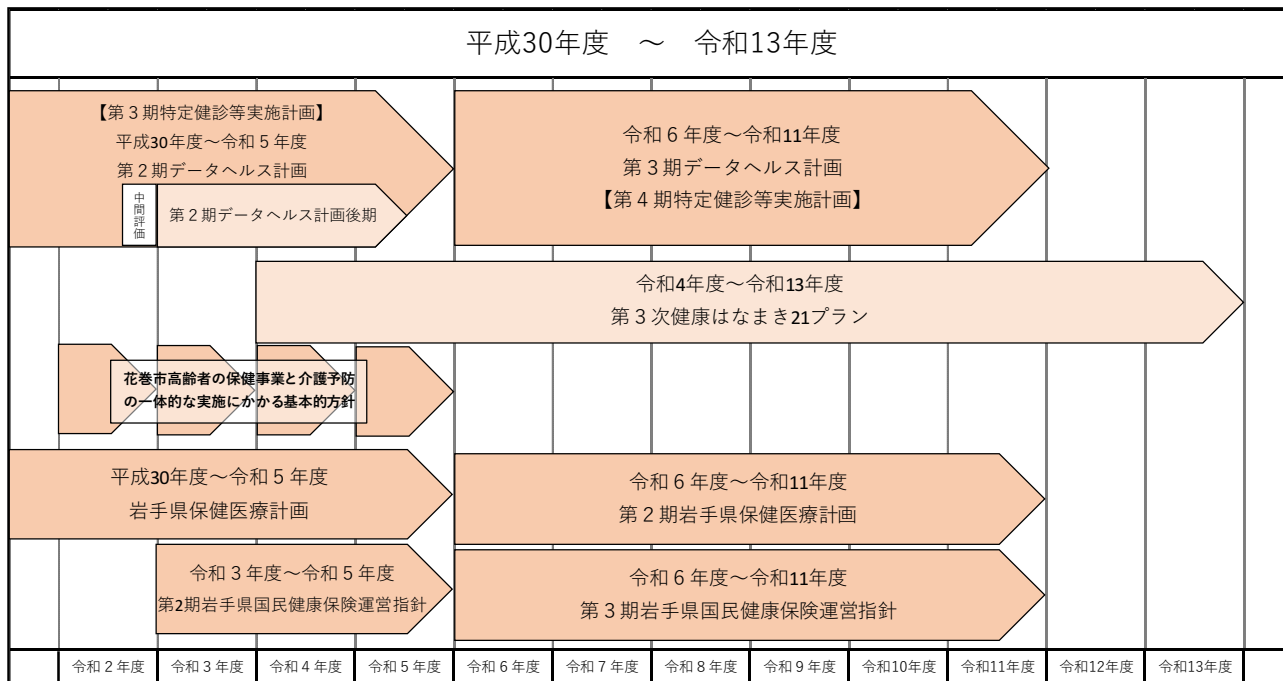 平成30年度　～　令和13年度
【第３期特定健診等実施計画】
平成30年度～令和５年度
第２期データヘルス計画
中間評価
第２期データヘルス計画後期
令和６年度～令和11年度
第３期データヘルス計画
【第４期特定健診等実施計画】
令和4年度～令和13年度
第３次健康はなまき21プラン
花巻市高齢者の保健事業と介護予防
の一体的な実施にかかる基本的方針
平成30年度～令和５年度
岩手県保健医療計画
令和６年度～令和11年度
第２期岩手県保健医療計画
令和３年度～令和５年度
第2期岩手県国民健康保険運営指針
令和６年度～令和11年度
第３期岩手県国民健康保険運営指針
令和２年度 令和３年度 令和４年度 令和５年度 令和６年度 令和７年度 令和８年度 令和９年度 令和10年度 令和11年度 令和12年度 令和13年度